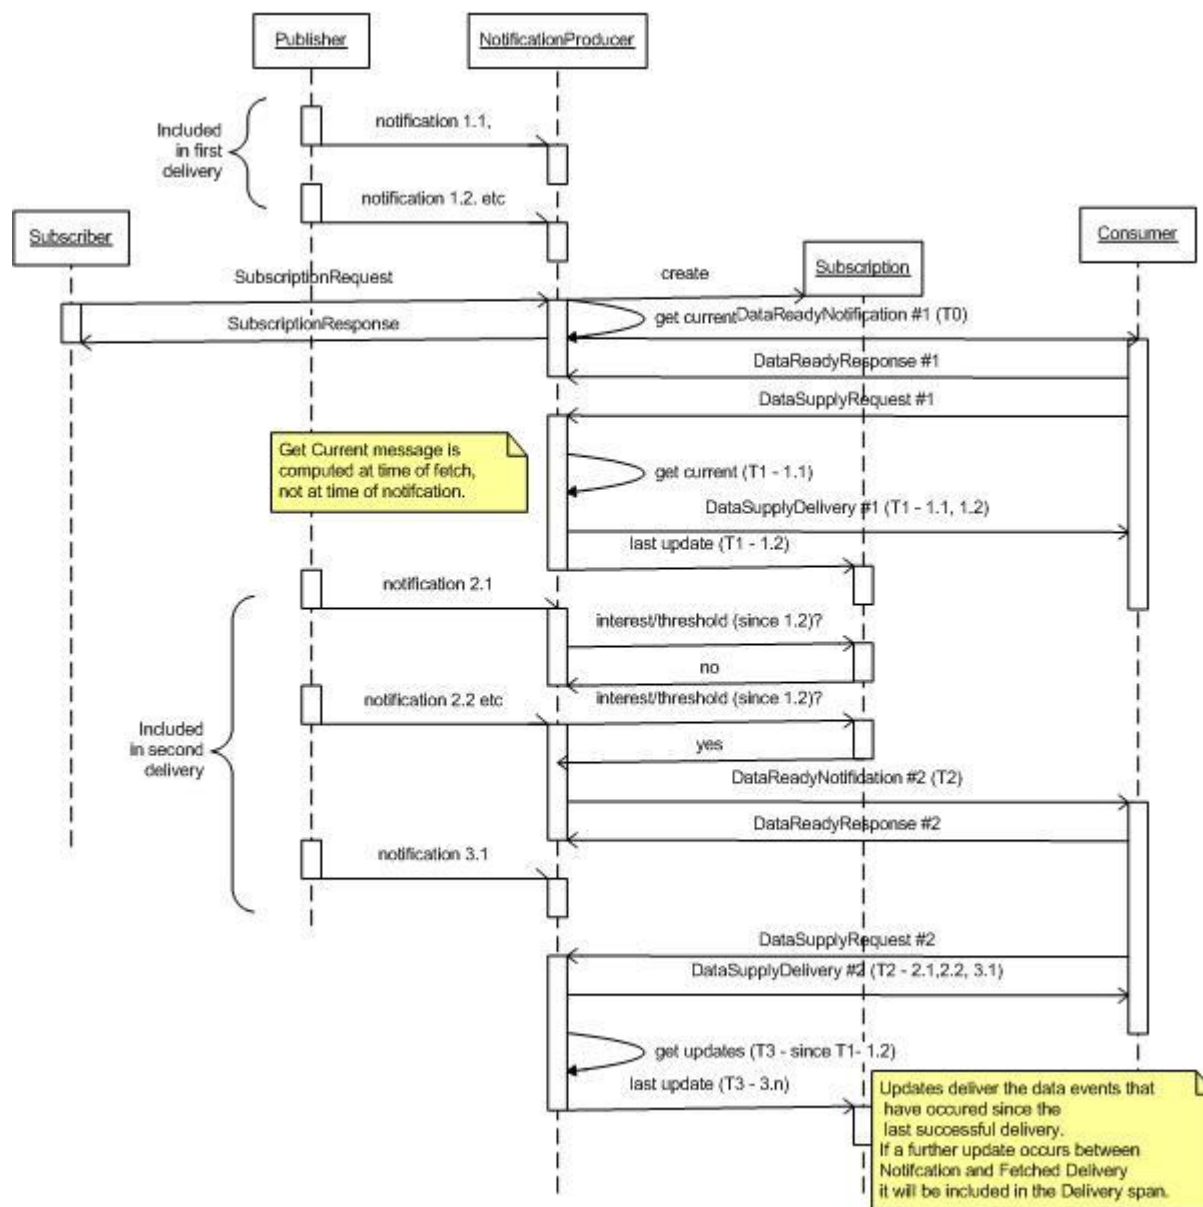 Publisher
NotificationProducer
Included
in first
delivery
notification 1.1,
notification 1.2. etc
Subscriber
Consumer
Subscription
SubscriptionRequest
create
SubscriptionResponse
get current
DataReadyNotification #1 (T0)
DataReadyResponse #1
DataSupplyRequest #1
Get Current message is
computed at time of fetch,
not at time of notifcation.
get current (T1 - 1.1)
DataSupplyDelivery #1 (T1 - 1.1, 1.2)
last update (T1 - 1.2)
notification 2.1
interest/threshold (since 1.2)?
no
notification 2.2 etc
interest/threshold (since 1.2)?
Included
in second
delivery
yes
DataReadyNotification #2 (T2)
DataReadyResponse #2
notification 3.1
DataSupplyRequest #2
DataSupplyDelivery #2 (T2 - 2.1,2.2, 3.1)
get updates (T3 - since T1- 1.2)
last update (T3 - 3.n)
Updates deliver the data events that
have occured since the
last successful delivery.
If a further update occurs between
Notifcation and Fetched Delivery
it will be included in the Delivery span.